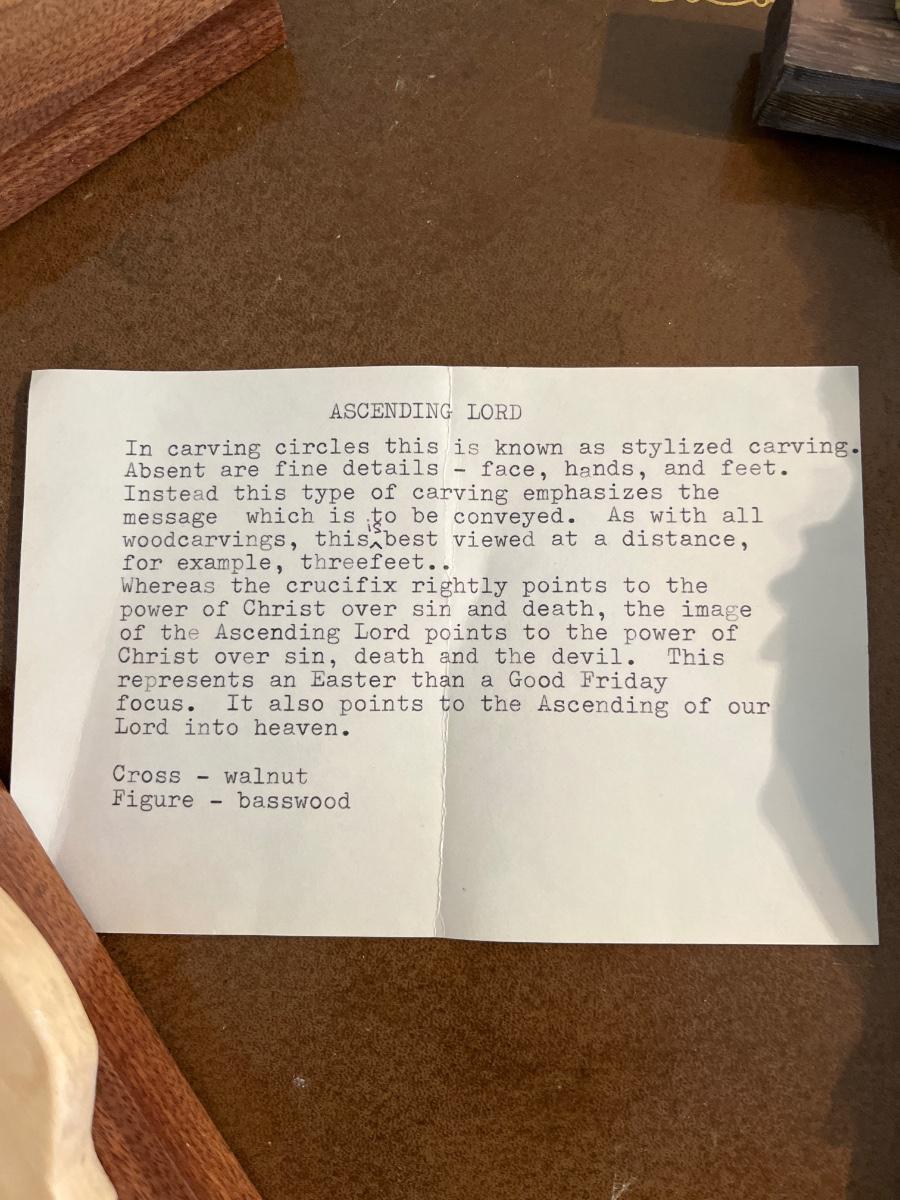 ASCENDING LORD
In carving circles this is known as stylized carving.
Absent are fine details - face, hands, and feet.
Instead this type of carving emphasizes the
message  which is to be conveyed.  As with all
woodcarvings, this is best viewed at a distance,
for example, threefeet..
Whereas the crucifix rightly points to the
power of Christ over sin and death, the image
of the Ascending Lord points to the power of
Christ over sin, death and the devil.  This
represents an Easter than a Good Friday
focus.  It also points to the Ascending of our
Lord into heaven.
Cross - walnut
Figure - basswood